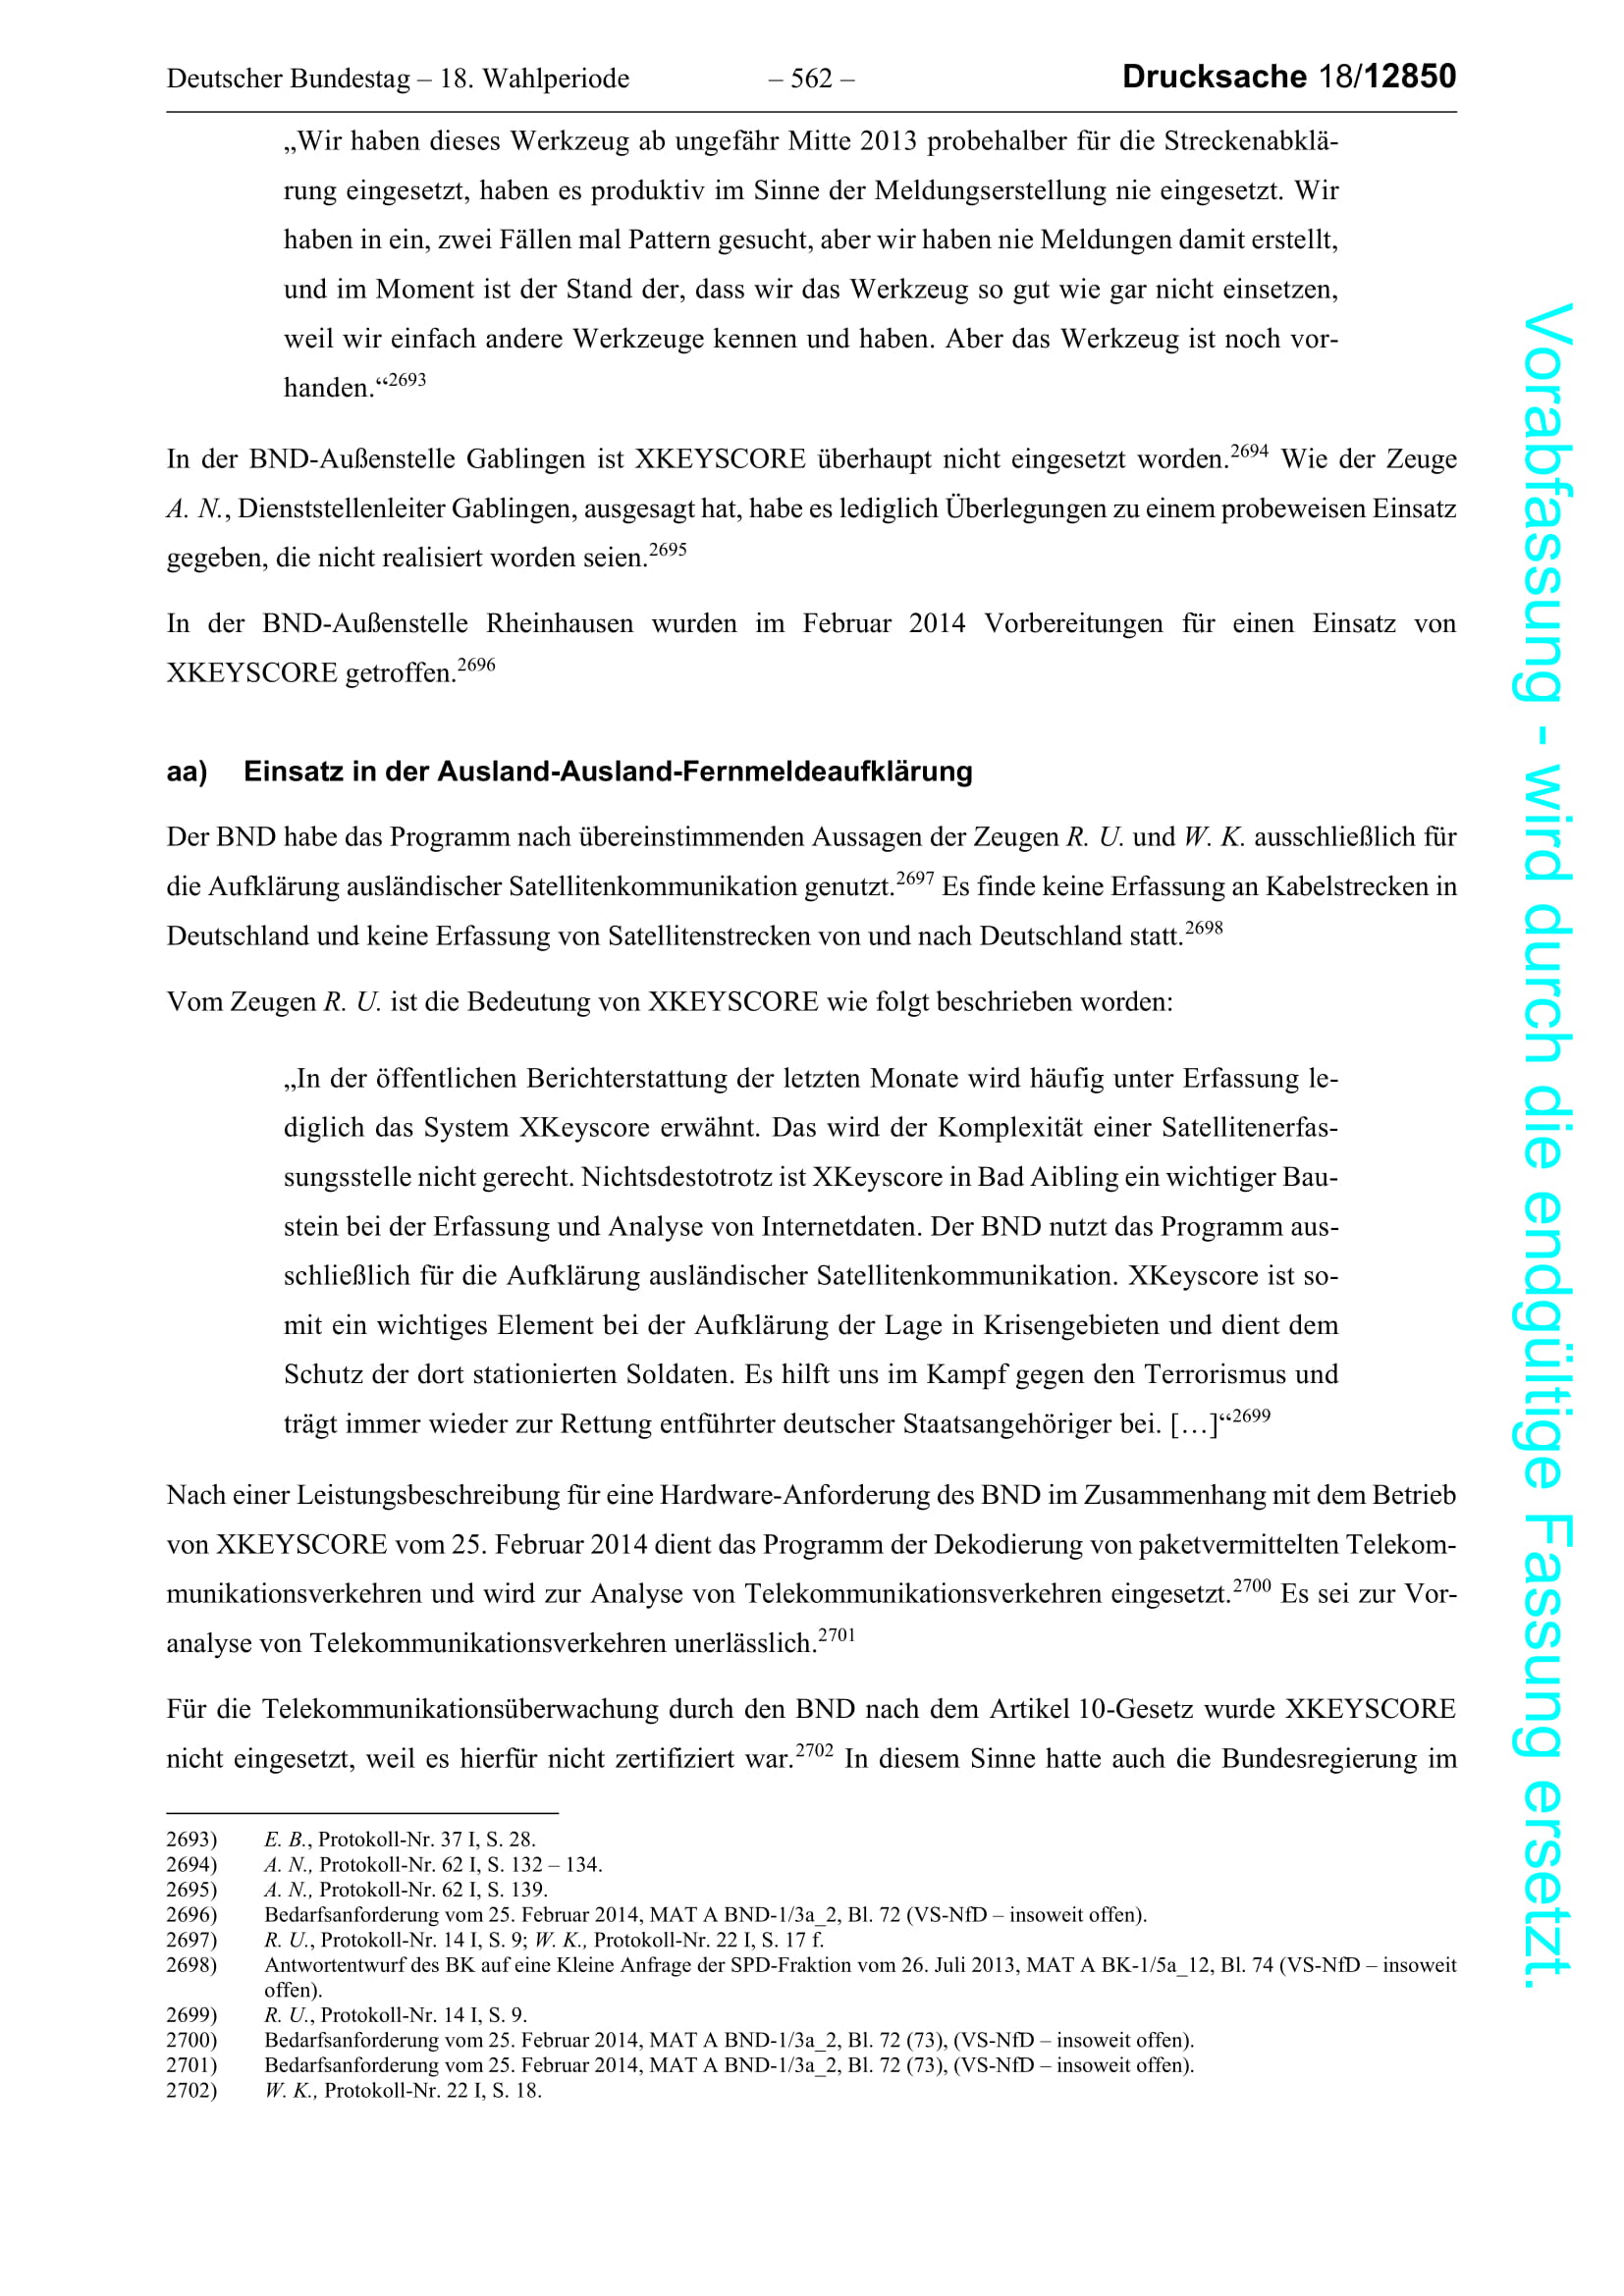 Deutscher Bundestag – 18. Wahlperiode – 562 – Drucksache 18/12850
„Wir haben dieses Werkzeug ab ungefähr Mitte 2013 probehalber für die Streckenabklä-
rung eingesetzt, haben es produktiv im Sinne der Meldungserstellung nie eingesetzt. Wir
haben in ein, zwei Fällen mal Pattern gesucht, aber wir haben nie Meldungen damit erstellt,
und im Moment ist der Stand der, dass wir das Werkzeug so gut wie gar nicht einsetzen,
weil wir einfach andere Werkzeuge kennen und haben. Aber das Werkzeug ist noch vor-
handen.“2693
In der BND-Außenstelle Gablingen ist XKEYSCORE überhaupt nicht eingesetzt worden.2694 Wie der Zeuge
A. N., Dienststellenleiter Gablingen, ausgesagt hat, habe es lediglich Überlegungen zu einem probeweisen Einsatz
gegeben, die nicht realisiert worden seien.2695
In der BND-Außenstelle Rheinhausen wurden im Februar 2014 Vorbereitungen für einen Einsatz von
XKEYSCORE getroffen.2696
aa) Einsatz in der Ausland-Ausland-Fernmeldeaufklärung
Der BND habe das Programm nach übereinstimmenden Aussagen der Zeugen R. U. und W. K. ausschließlich für
die Aufklärung ausländischer Satellitenkommunikation genutzt.2697 Es finde keine Erfassung an Kabelstrecken in
Deutschland und keine Erfassung von Satellitenstrecken von und nach Deutschland statt.2698
Vom Zeugen R. U. ist die Bedeutung von XKEYSCORE wie folgt beschrieben worden:
„In der öffentlichen Berichterstattung der letzten Monate wird häufig unter Erfassung le-
diglich das System XKeyscore erwähnt. Das wird der Komplexität einer Satellitenerfas-
sungsstelle nicht gerecht. Nichtsdestotrotz ist XKeyscore in Bad Aibling ein wichtiger Bau-
stein bei der Erfassung und Analyse von Internetdaten. Der BND nutzt das Programm aus-
schließlich für die Aufklärung ausländischer Satellitenkommunikation. XKeyscore ist so-
mit ein wichtiges Element bei der Aufklärung der Lage in Krisengebieten und dient dem
Schutz der dort stationierten Soldaten. Es hilft uns im Kampf gegen den Terrorismus und
trägt immer wieder zur Rettung entführter deutscher Staatsangehöriger bei. […]“2699
Nach einer Leistungsbeschreibung für eine Hardware-Anforderung des BND im Zusammenhang mit dem Betrieb
von XKEYSCORE vom 25. Februar 2014 dient das Programm der Dekodierung von paketvermittelten Telekom-
munikationsverkehren und wird zur Analyse von Telekommunikationsverkehren eingesetzt.2700 Es sei zur Vor-
analyse von Telekommunikationsverkehren unerlässlich.2701
Für die Telekommunikationsüberwachung durch den BND nach dem Artikel 10-Gesetz wurde XKEYSCORE
nicht eingesetzt, weil es hierfür nicht zertifiziert war.2702 In diesem Sinne hatte auch die Bundesregierung im
2693) E. B., Protokoll-Nr. 37 I, S. 28.
2694) A. N., Protokoll-Nr. 62 I, S. 132 – 134.
2695) A. N., Protokoll-Nr. 62 I, S. 139.
2696) Bedarfsanforderung vom 25. Februar 2014, MAT A BND-1/3a_2, Bl. 72 (VS-NfD – insoweit offen).
2697) R. U., Protokoll-Nr. 14 I, S. 9; W. K., Protokoll-Nr. 22 I, S. 17 f.
2698) Antwortentwurf des BK auf eine Kleine Anfrage der SPD-Fraktion vom 26. Juli 2013, MAT A BK-1/5a_12, Bl. 74 (VS-NfD – insoweit
offen).
2699) R. U., Protokoll-Nr. 14 I, S. 9.
2700) Bedarfsanforderung vom 25. Februar 2014, MAT A BND-1/3a_2, Bl. 72 (73), (VS-NfD – insoweit offen).
2701) Bedarfsanforderung vom 25. Februar 2014, MAT A BND-1/3a_2, Bl. 72 (73), (VS-NfD – insoweit offen).
2702) W. K., Protokoll-Nr. 22 I, S. 18.
Vorabfassung - wird durch die endgültige Fassung ersetzt.